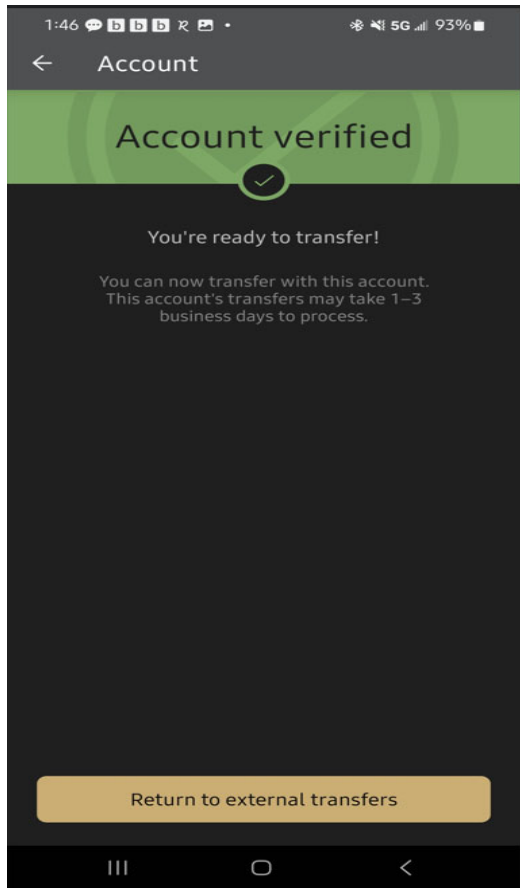 1:46 b b b R 5G 93%
Account
Account verified
You're ready to transfer!
You can now transfer with this account.
This account's transfers may take 1–3
business days to process.
Return to external transfers